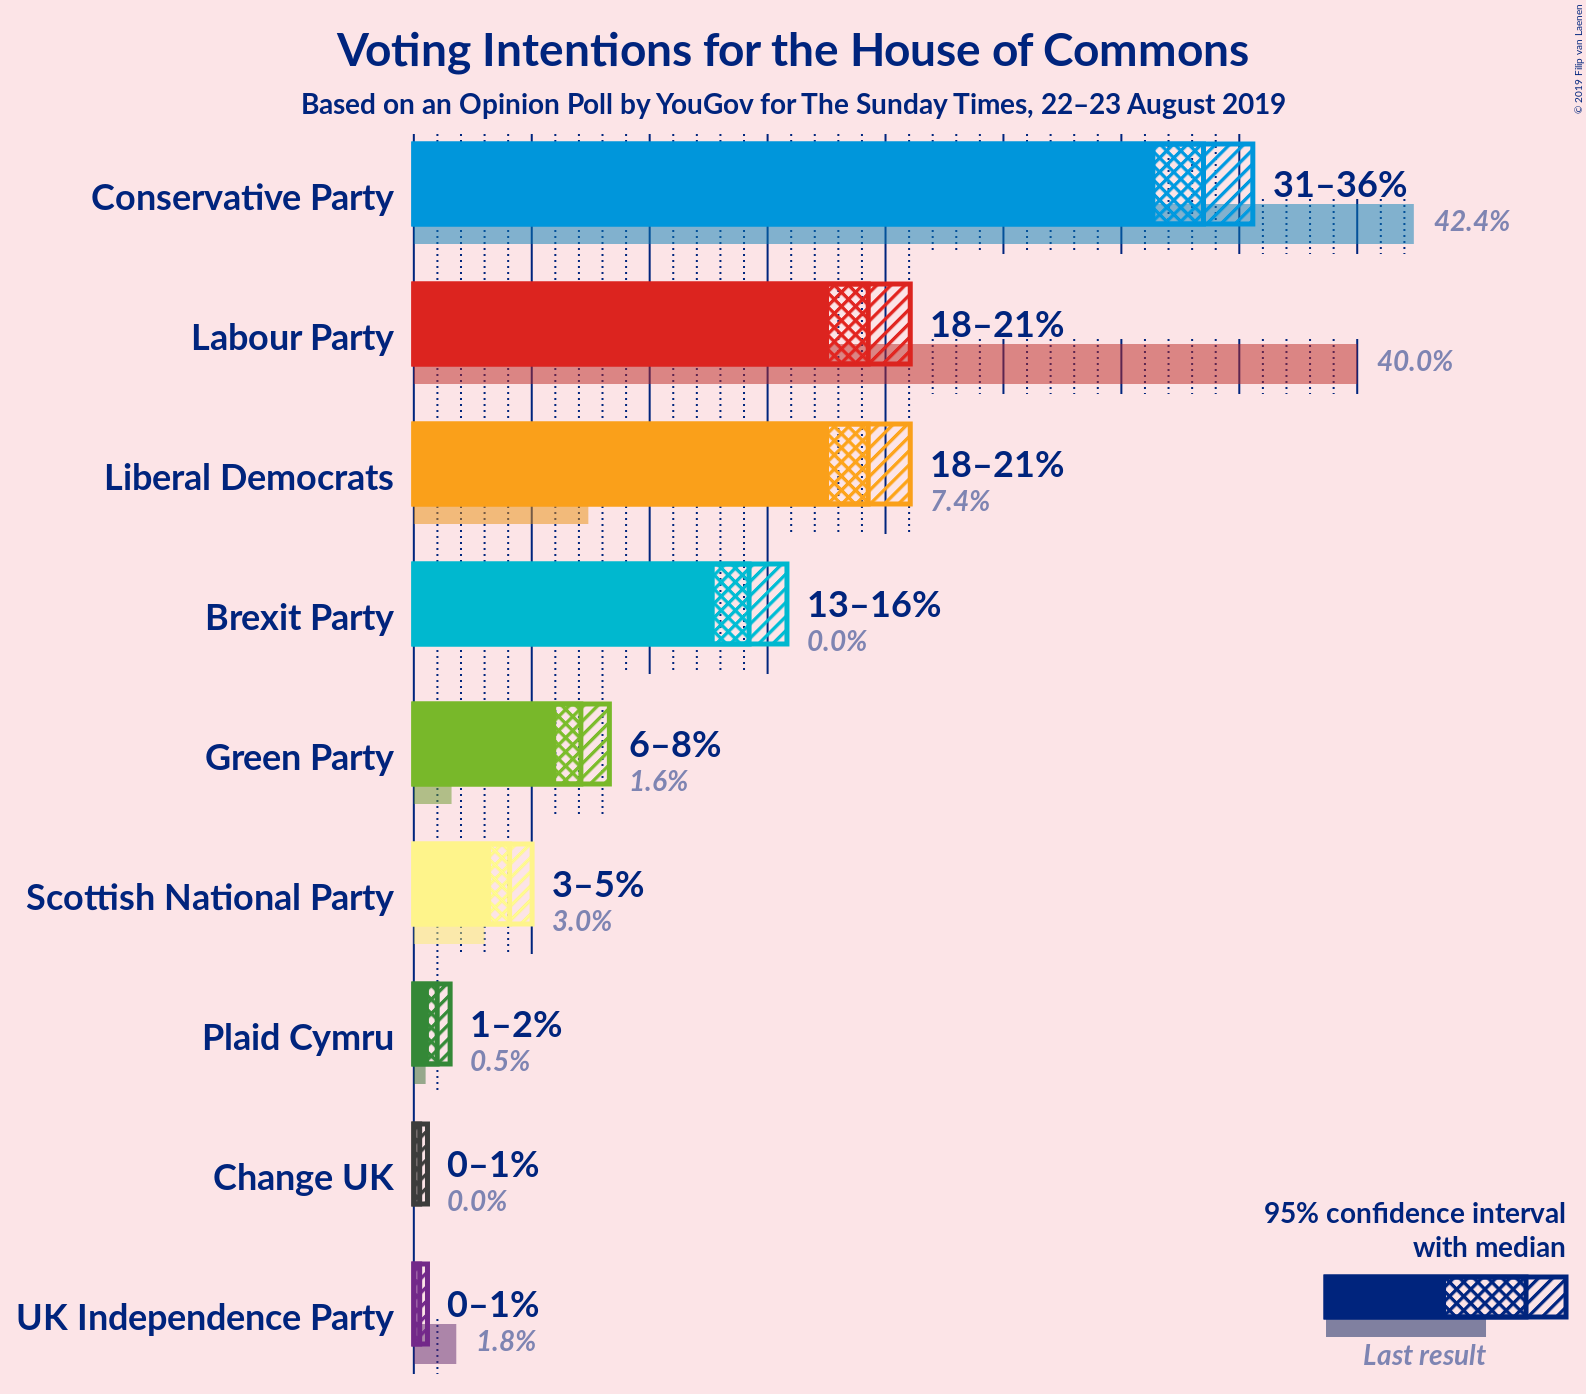 Voting Intentions for the House of Commons
Based on an Opinion Poll by YouGov for The Sunday Times, 22–23 August 2019
© 2019 Filip van Laenen
Conservative Party
31–36%
42.4%
Labour Party
18–21%
40.0%
Liberal Democrats
18–21%
7.4%
Brexit Party
13–16%
0.0%
Green Party
6–8%
1.6%
Scottish National Party
3–5%
3.0%
Plaid Cymru
1–2%
0.5%
Change UK
0–1%
0.0%
UK Independence Party
0–1%
1.8%
95% confidence interval
with median
Last result